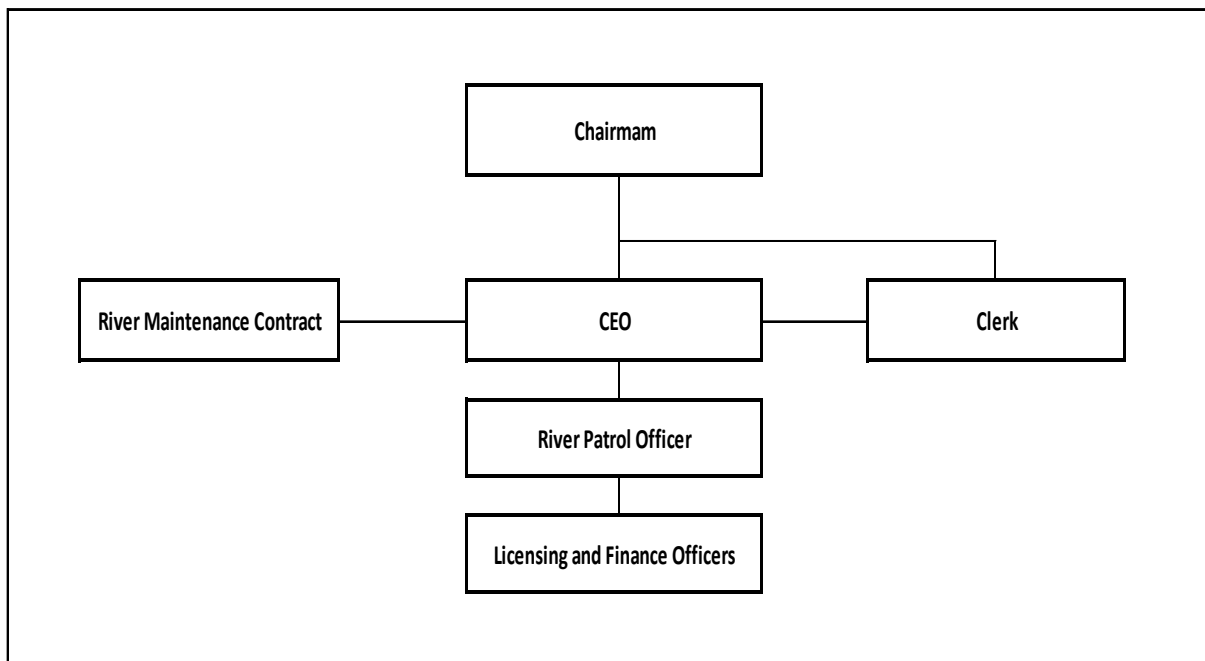 Chairmam
River Maintenance Contract
CEO
Clerk
River Patrol Officer
Licensing and Finance Officers